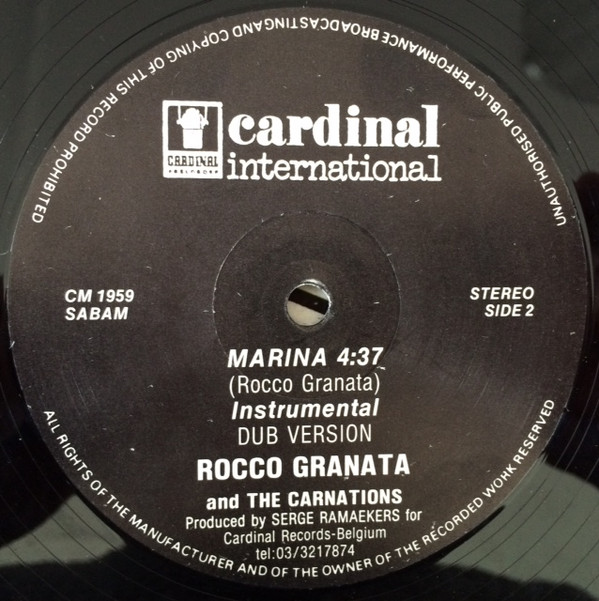 UNAUTHORISED PUBLIC PERFORMANCE BROADCASTING AND COPYING OF THIS RECORD PROHIBITED
CARDINAL
RECORDS
cardinal
international
CM 1959
SABAM
STEREO
SIDE 2
MARINA 4:37
(Rocco Granata)
Instrumental
DUB VERSION
ROCCO GRANATA
and THE CARNATIONS
Produced by SERGE RAMAEKERS for
Cardinal Records-Belgium
tel:03/3217874
ALL RIGHTS OF THE MANUFACTURER AND OF THE OWNER OF THE RECORDED WORK RESERVED